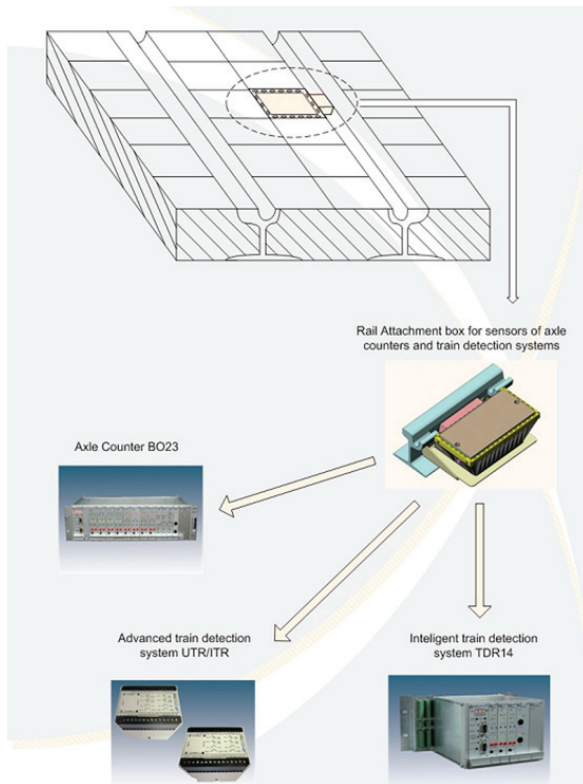 Rail Attachment box for sensors of axle
counters and train detection systems
Axle Counter BO23
Advanced train detection
system UTR/ITR
Inteligent train detection
system TDR14